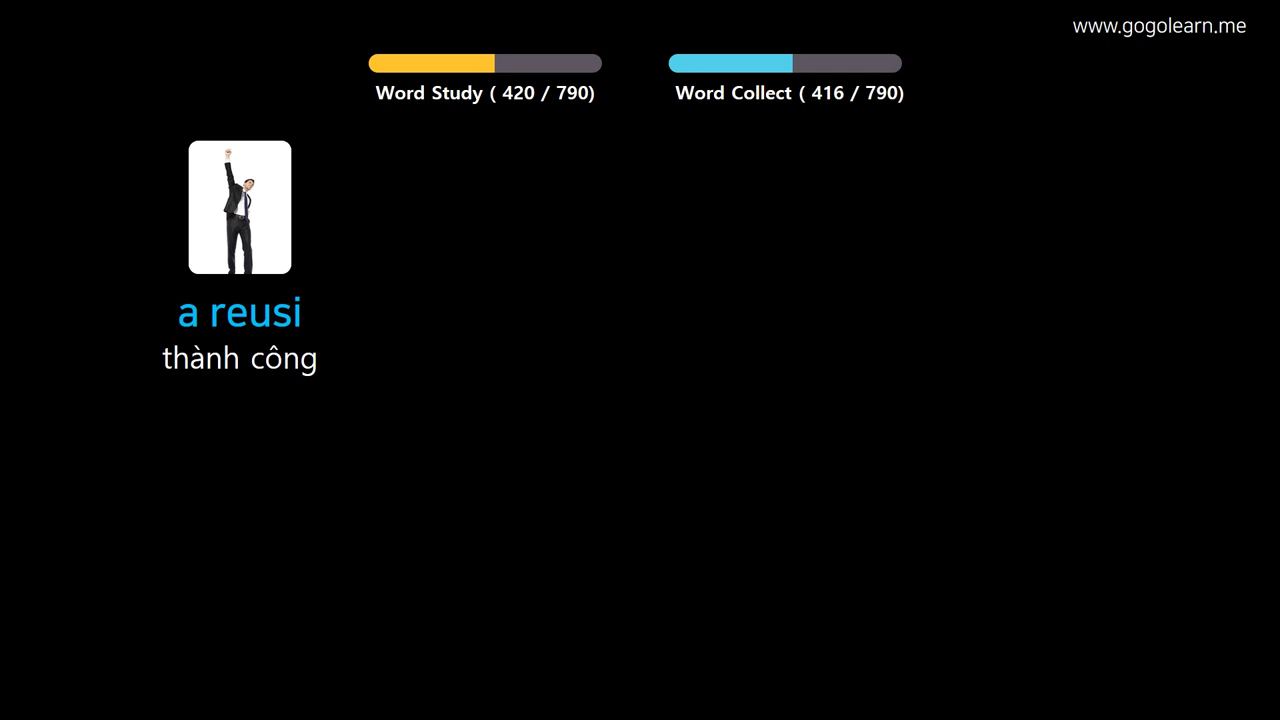 www.gogolearn.me
Word Study ( 420 / 790)
Word Collect ( 416 / 790)
a reusi
thành công